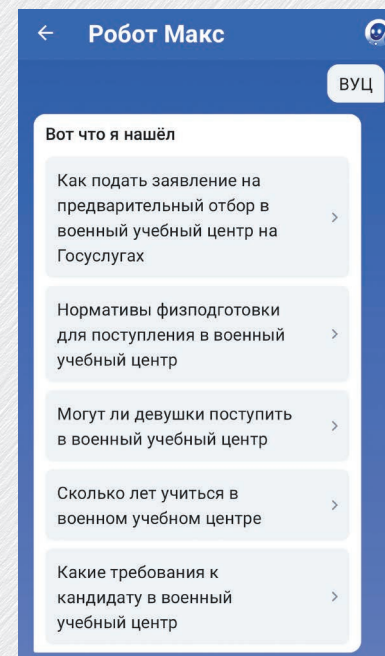 Робот Макс
ВУЦ
Вот что я нашёл
Как подать заявление на
предварительный отбор в
военный учебный центр на
Госуслугах
Нормативы физподготовки
для поступления в военный
учебный центр
Могут ли девушки поступить
в военный учебный центр
Сколько лет учиться в
военном учебном центре
Какие требования к
кандидату в военный
учебный центр